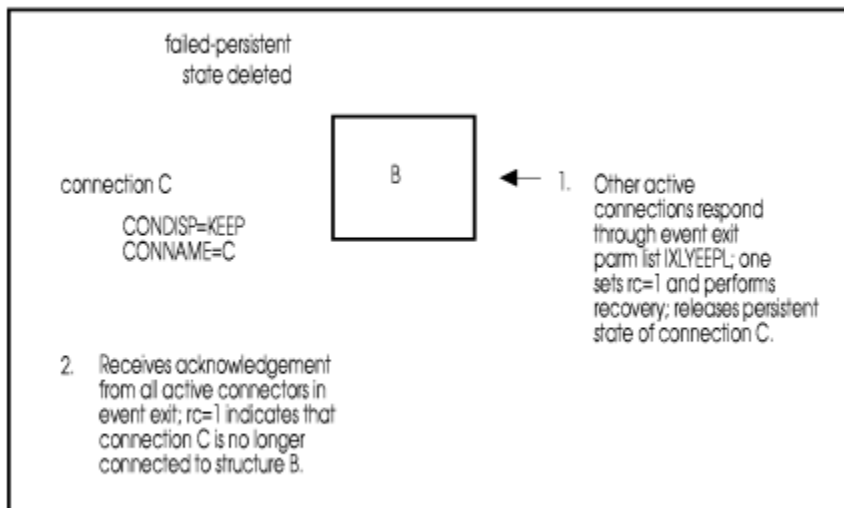 failed-persistent
state deleted
B
connection C
CONDISP=KEEP
CONNAME=C
1. Other active
connections respond
through event exit
parm list IXLYEEPL; one
sets rc=1 and performs
recovery; releases persistent
state of connection C.
2. Receives acknowledgement
from all active connectors in
event exit; rc=1 indicates that
connection C is no longer
connected to structure B.